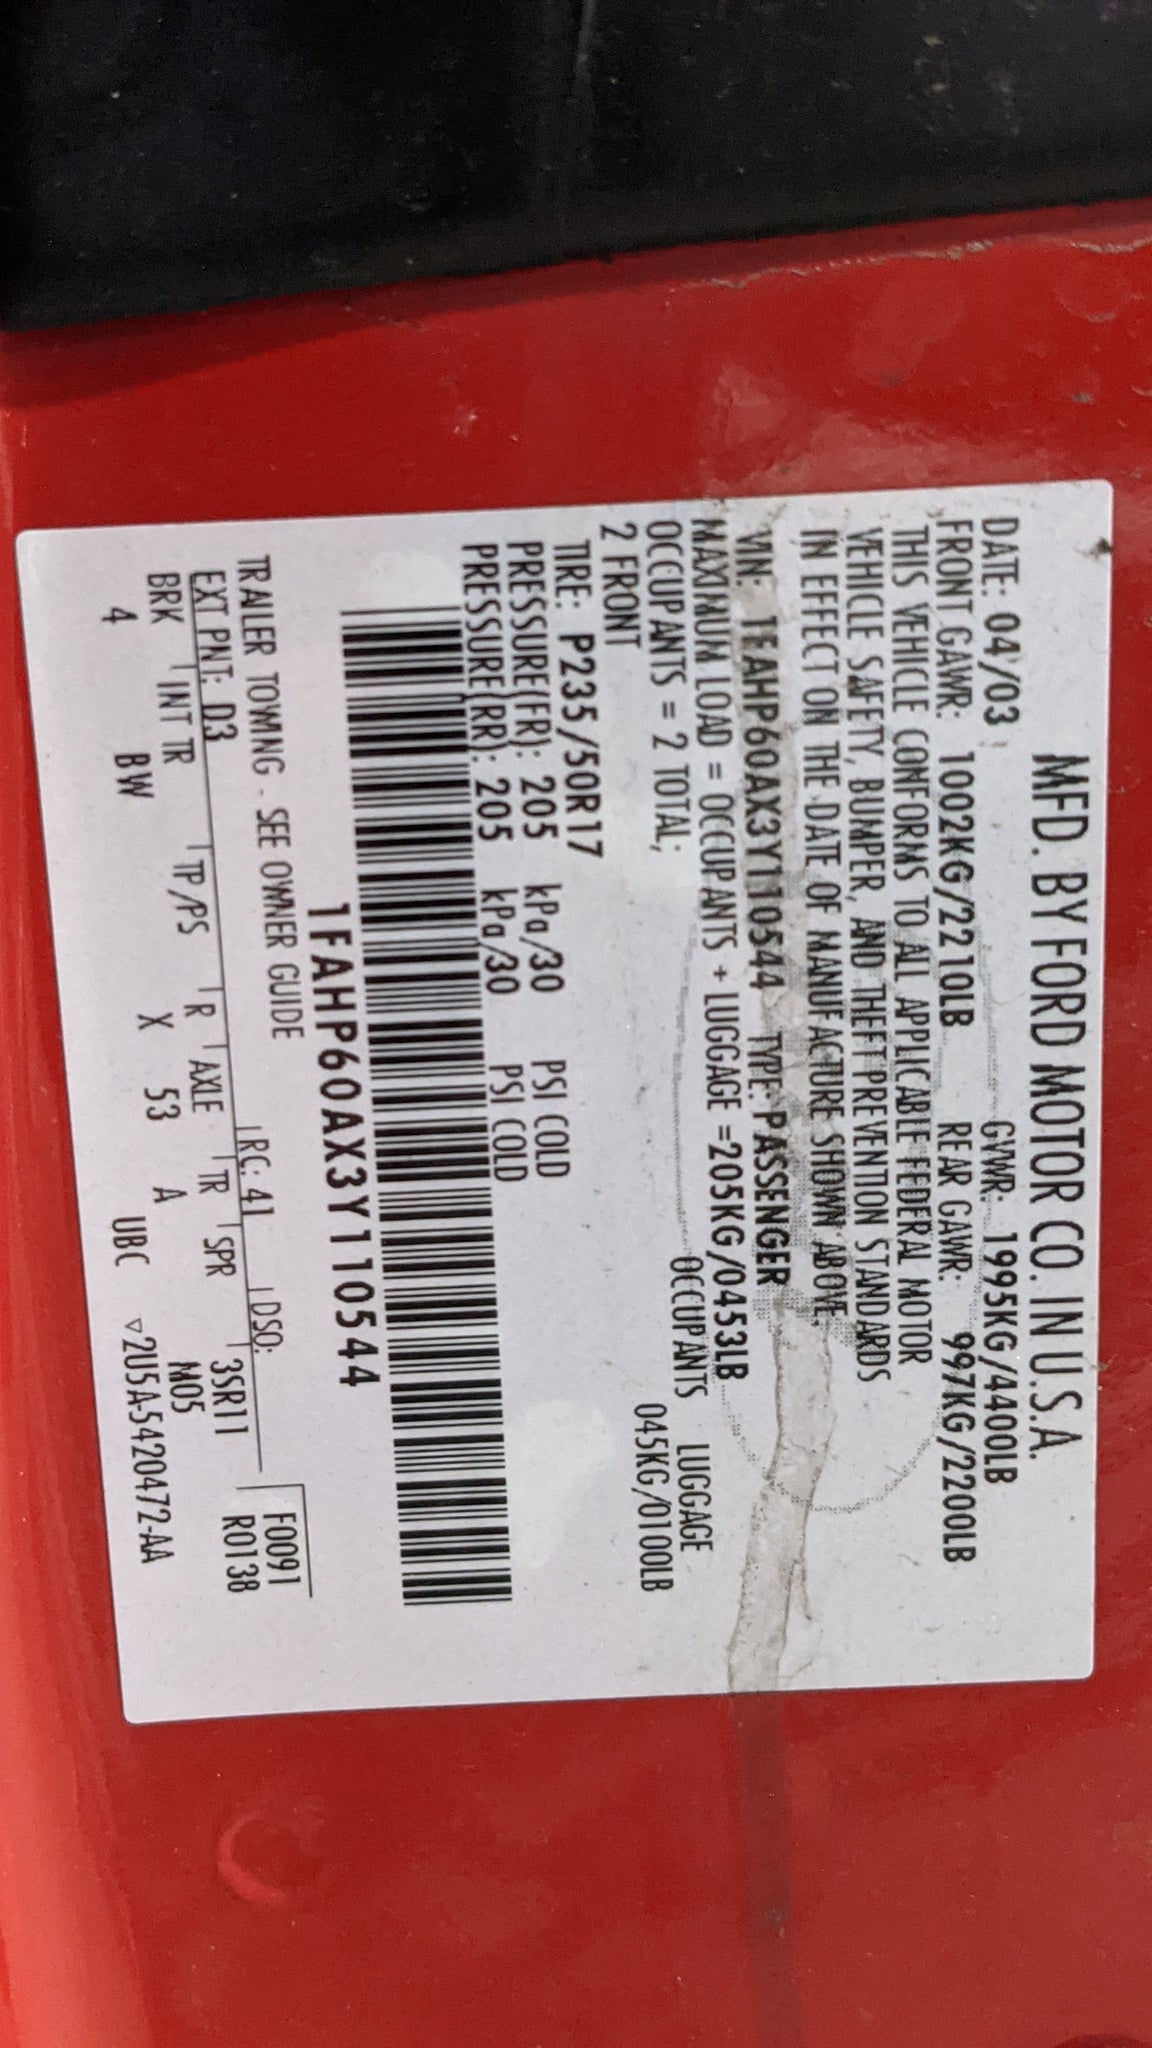 MFD. BY FORD MOTOR CO. IN U.S.A.
DATE: 04/03 GVWR: 1995KG/4400LB
FRONT GAWR: 1002KG/2210LB REAR GAWR: 997KG/2200LB
THIS VEHICLE CONFORMS TO ALL APPLICABLE FEDERAL MOTOR
VEHICLE SAFETY, BUMPER, AND THEFT PREVENTION STANDARDS
IN EFFECT ON THE DATE OF MANUFACTURE SHOWN ABOVE.
VIN: 1FAHP60AX3Y110544 TYPE: PASSENGER
MAXIMUM LOAD = OCCUPANTS + LUGGAGE =205KG/0453LB
OCCUPANTS = 2 TOTAL; OCCUPANTS LUGGAGE
2 FRONT 045KG/0100LB
TIRE: P235/50R17
PRESSURE(FR): 205 kPa/30 PSI COLD
PRESSURE(RR): 205 kPa/30 PSI COLD
1FAHP60AX3Y110544
TRAILER TOWING - SEE OWNER GUIDE F0091
EXT PNT: D3 RC: 41 DSO: R0138
BRK INT TR TP/PS R AXLE TR SPR 3SR11
4 BW X 53 A UBC M05
▽2U5A-5420472-AA